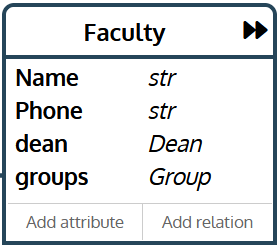 Faculty
Name str
Phone str
dean Dean
groups Group
Add attribute Add relation